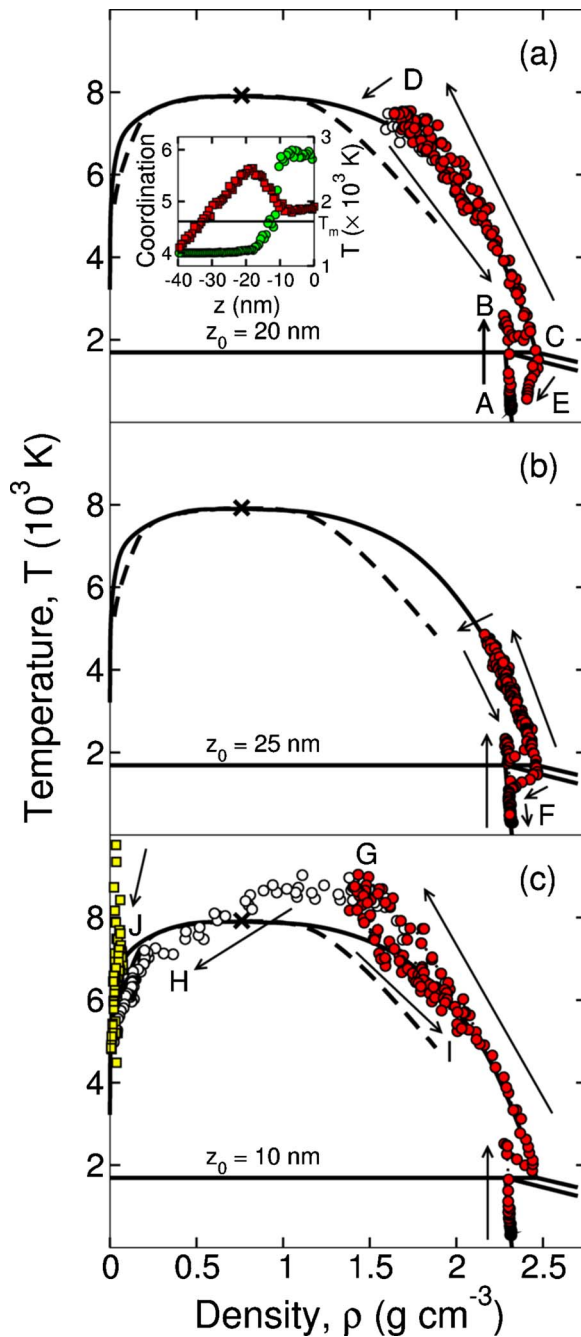 (a)
D
8
6
4
2
Coordination
6
5
4
3
2
T_m
1
T (× 10³ K)
-40 -30 -20 -10 0
z (nm)
B
z₀ = 20 nm
C
A
E
(b)
8
6
4
2
z₀ = 25 nm
F
Temperature, T (10³ K)
(c)
G
8
J
H
6
I
4
2
z₀ = 10 nm
0 0.5 1 1.5 2 2.5
Density, ρ (g cm⁻³)